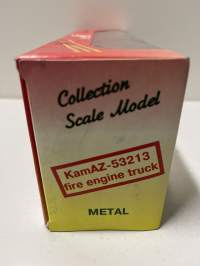 Collection
Scale Model
KamAZ-53213
fire engine truck
METAL